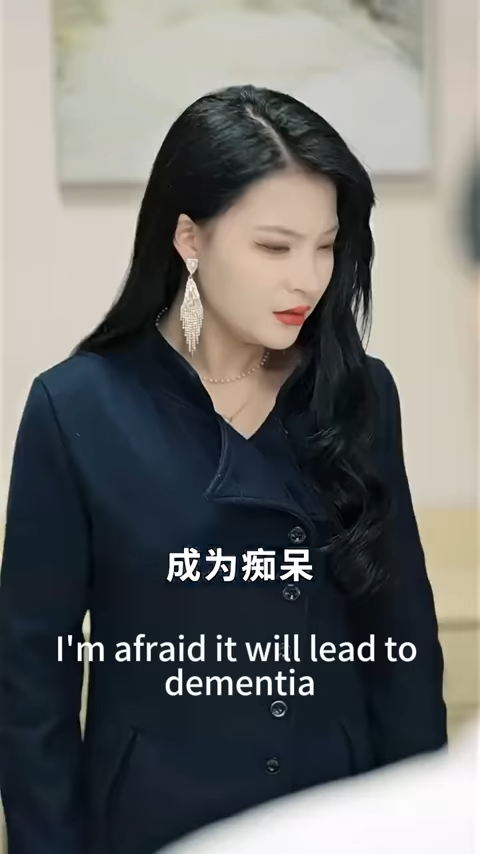 成为痴呆
I'm afraid it will lead to
dementia